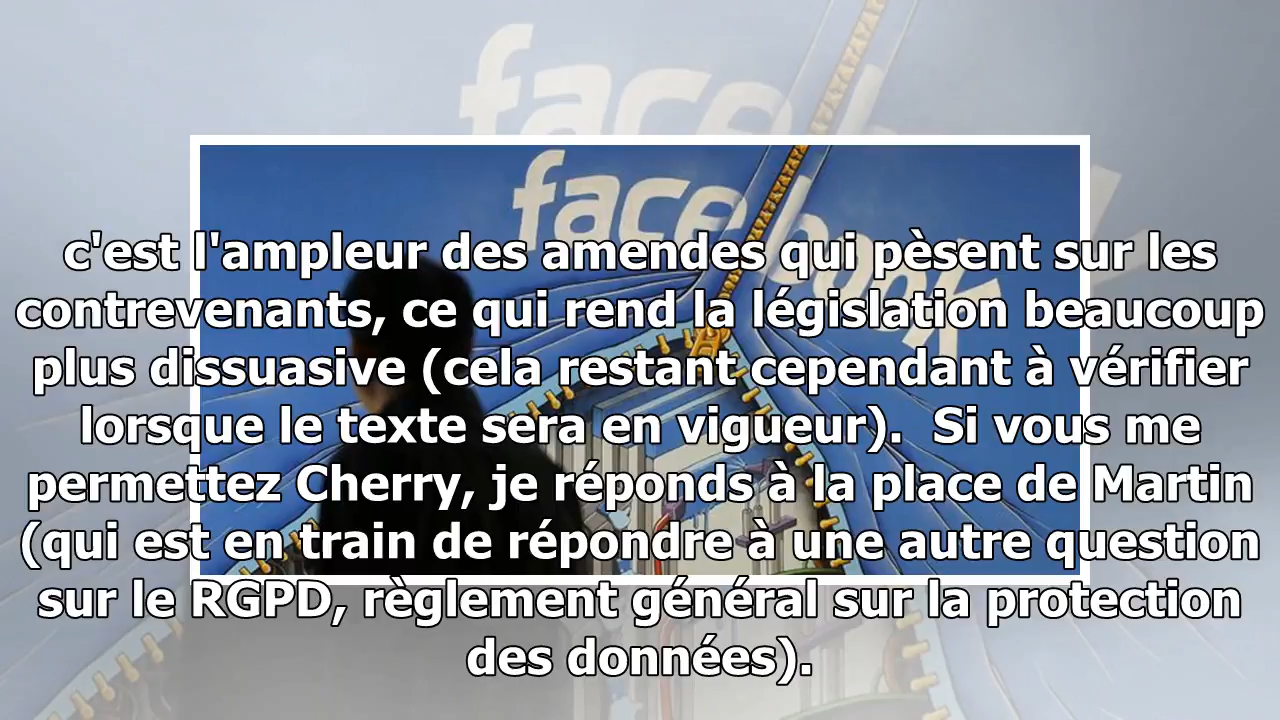 facebook
facebook
c'est l'ampleur des amendes qui pèsent sur les
contrevenants, ce qui rend la législation beaucoup
plus dissuasive (cela restant cependant à vérifier
lorsque le texte sera en vigueur).  Si vous me
permettez Cherry, je réponds à la place de Martin
(qui est en train de répondre à une autre question
sur le RGPD, règlement général sur la protection
des données).